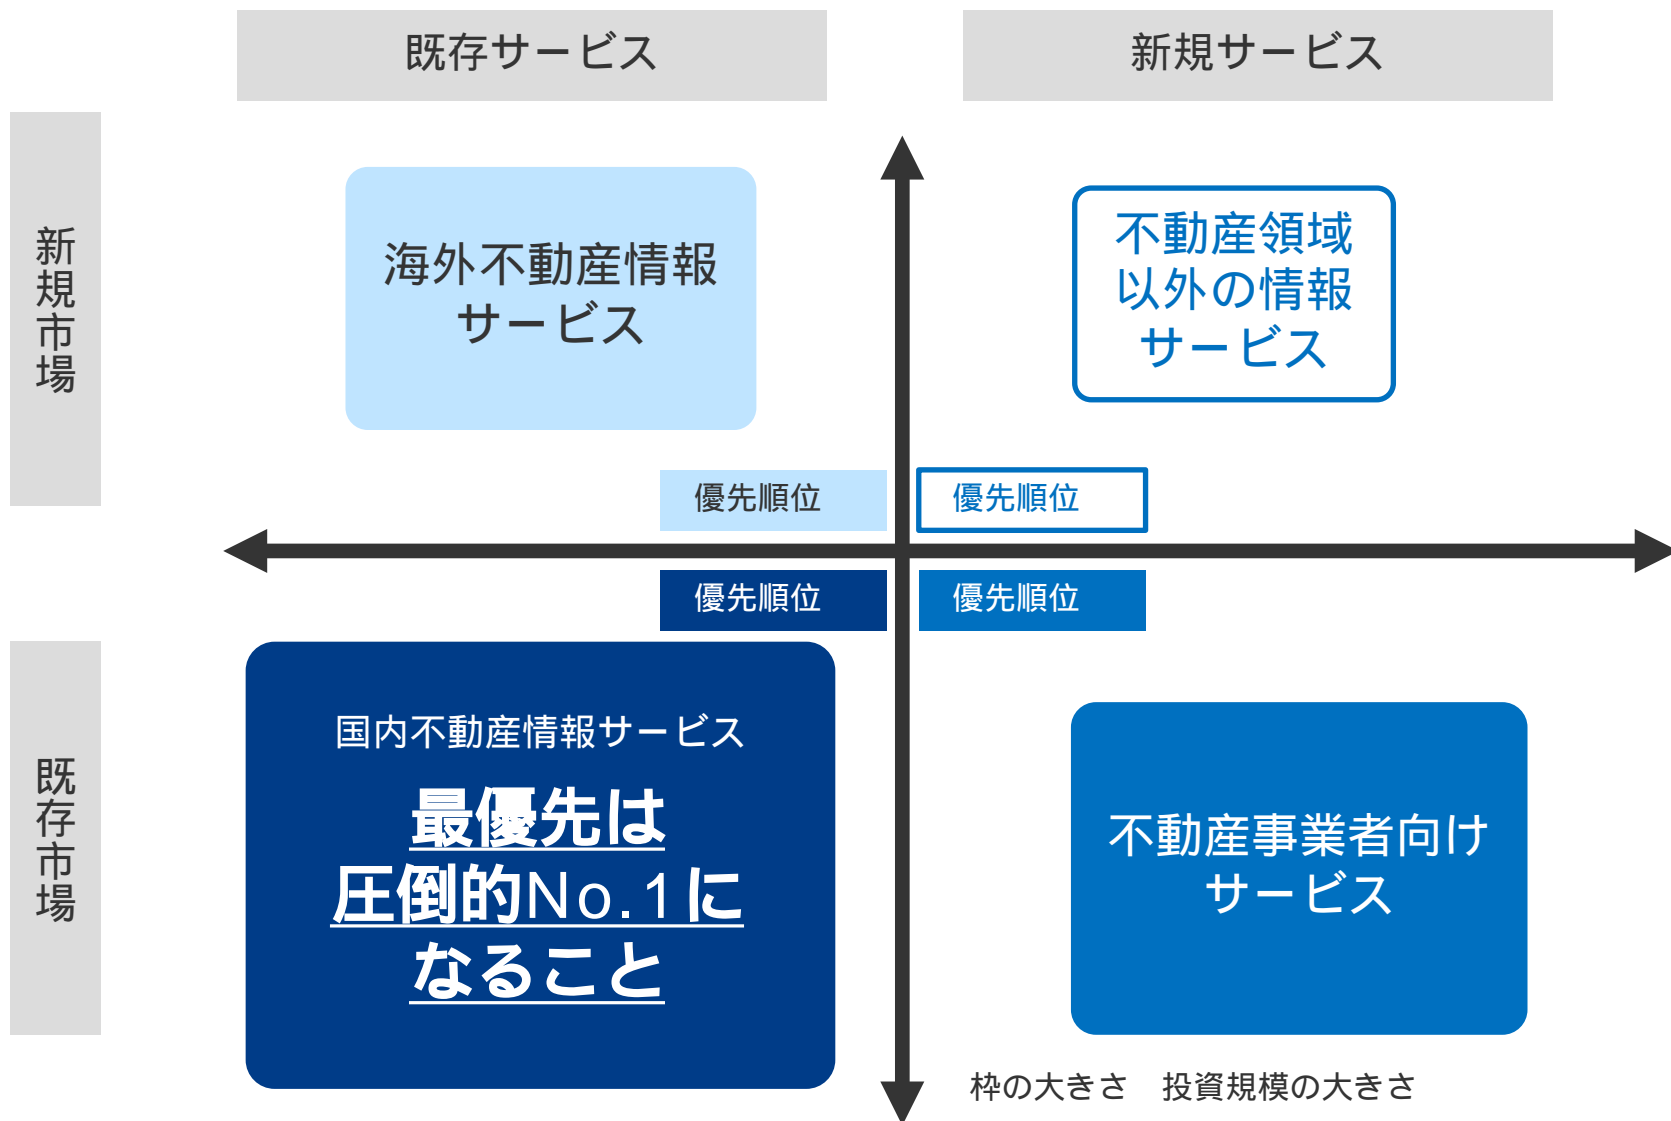 既存サービス
新規サービス
新規市場
海外不動産情報
サービス
不動産領域
以外の情報
サービス
優先順位
優先順位
優先順位
優先順位
既存市場
国内不動産情報サービス
最優先は
圧倒的No.1に
なること
不動産事業者向け
サービス
枠の大きさ　投資規模の大きさ